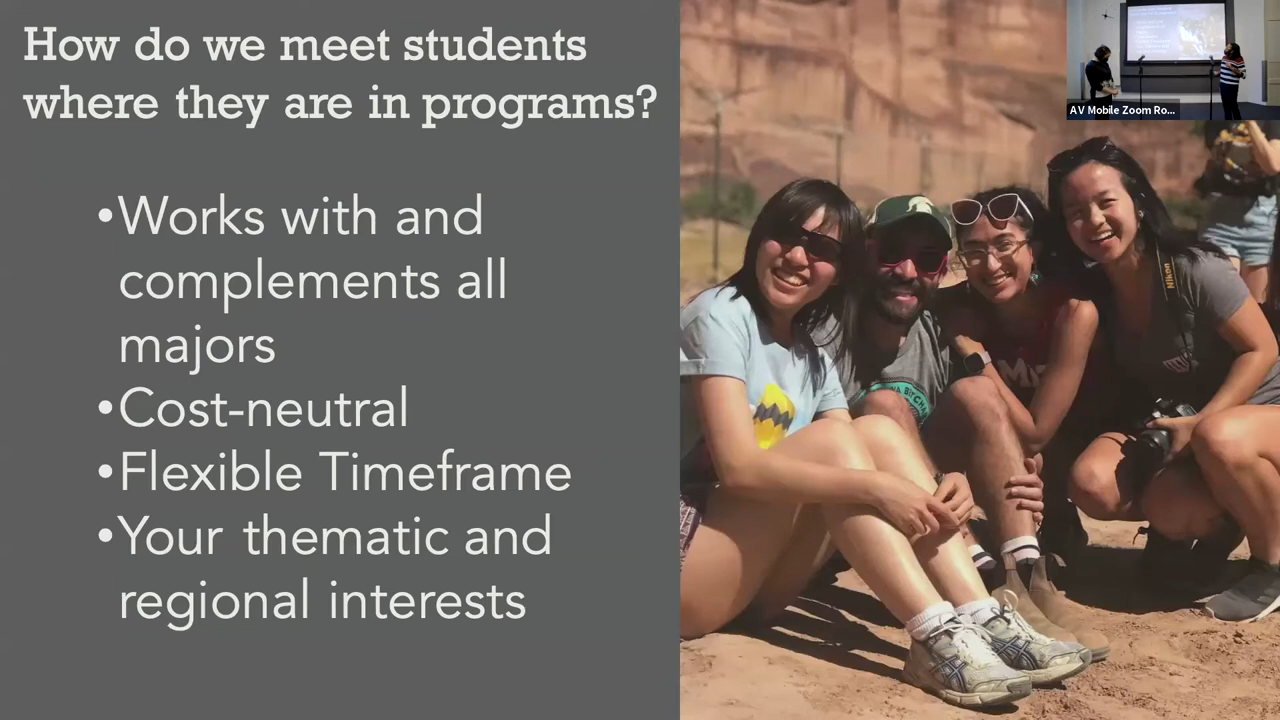 How do we meet students
where they are in programs?
•Works with and
complements all
majors
•Cost-neutral
•Flexible Timeframe
•Your thematic and
regional interests
AV Mobile Zoom Ro...
Nikon